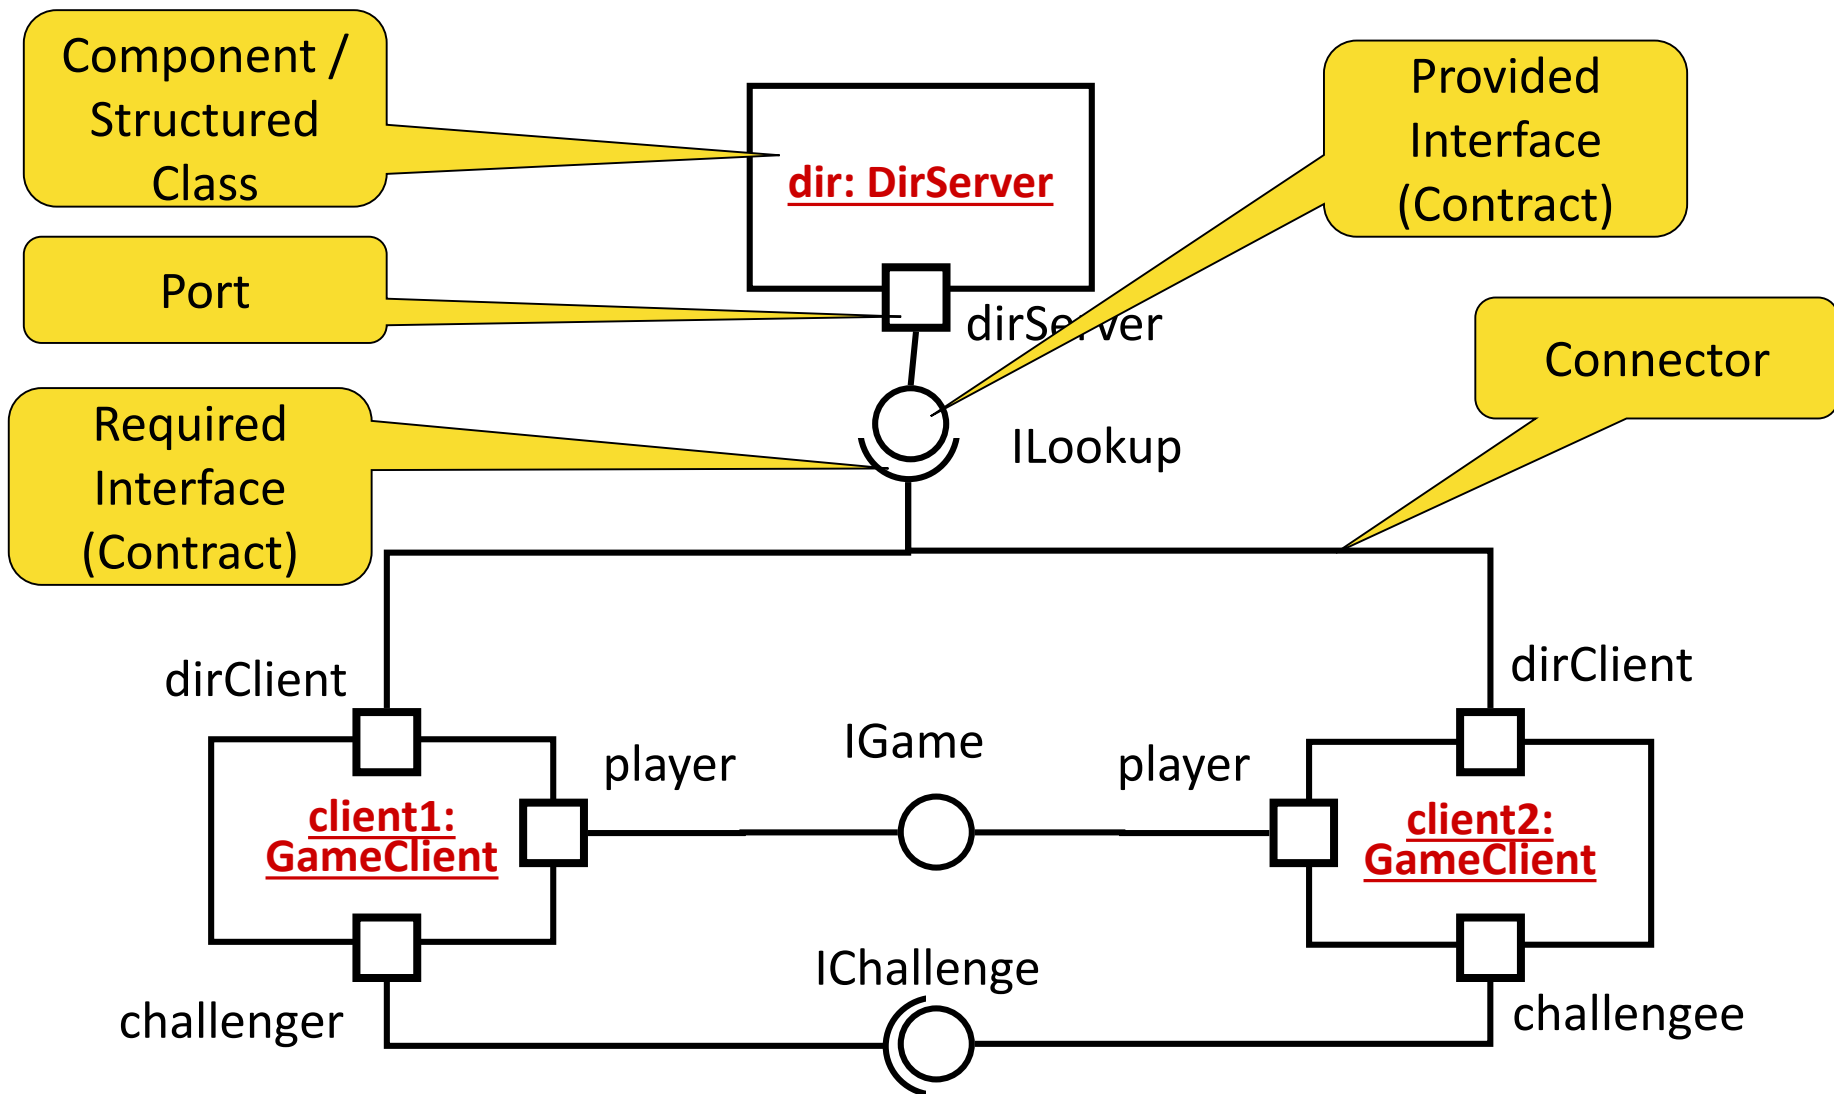 Component /
Structured
Class
Provided
Interface
(Contract)
dir: DirServer
Port
dirServer
Connector
Required
Interface
(Contract)
ILookup
dirClient
dirClient
IGame
player
player
client1:
GameClient
client2:
GameClient
IChallenge
challenger
challengee